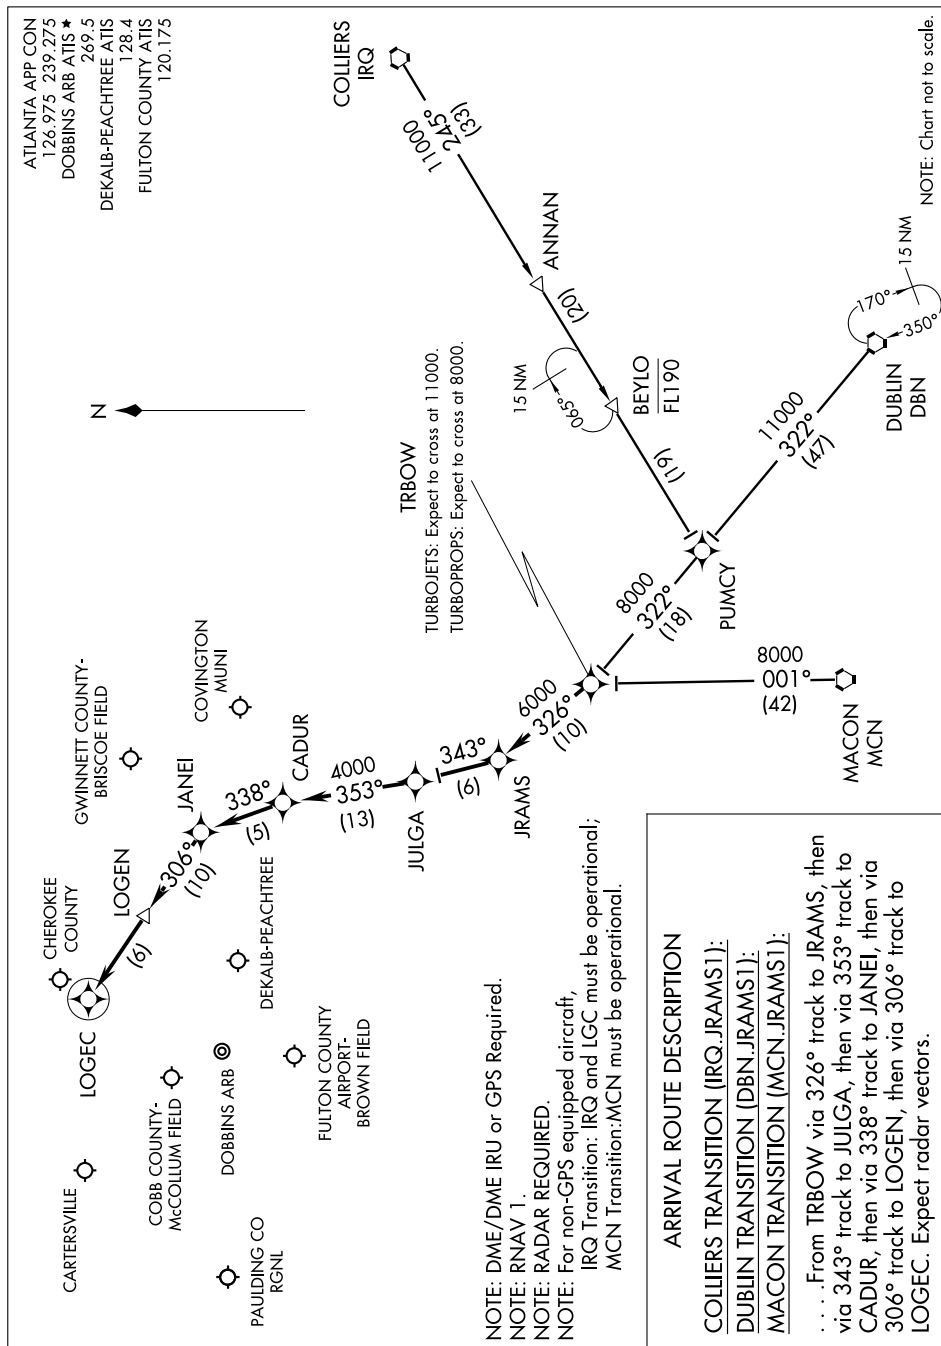 ATLANTA APP CON
126.975 239.275
DOBBINS ARB ATIS ★
269.5
DEKALB-PEACHTREE ATIS
128.4
FULTON COUNTY ATIS
120.175
COLLIERS
IRQ
11000
245°
(33)
ANNAN
(20)
15 NM
065°
BEYLO
FL190
(19)
N
TRBOW
TURBOJETS: Expect to cross at 11000.
TURBOPROPS: Expect to cross at 8000.
15 NM
170°
350°
DUBLIN
DBN
11000
322°
(47)
NOTE: Chart not to scale.
PUMCY
8000
322°
(18)
8000
001°
(42)
MACON
MCN
6000
326°
(10)
JRAMS
343°
(6)
JULGA
4000
353°
(13)
CADUR
338°
(5)
JANEI
306°
(10)
LOGEN
(6)
LOGEC
GWINNETT COUNTY-
BRISCOE FIELD
COVINGTON
MUNI
CHEROKEE
COUNTY
DEKALB-PEACHTREE
CARTERSVILLE
COBB COUNTY-
McCOLLUM FIELD
DOBBINS ARB
FULTON COUNTY
AIRPORT-
BROWN FIELD
PAULDING CO
RGNL
NOTE: DME/DME IRU or GPS Required.
NOTE: RNAV 1.
NOTE: RADAR REQUIRED.
NOTE: For non-GPS equipped aircraft,
IRQ Transition: IRQ and LGC must be operational;
MCN Transition:MCN must be operational.
ARRIVAL ROUTE DESCRIPTION
COLLIERS TRANSITION (IRQ.JRAMS1):
DUBLIN TRANSITION (DBN.JRAMS1):
MACON TRANSITION (MCN.JRAMS1):
. . . .From TRBOW via 326° track to JRAMS, then
via 343° track to JULGA, then via 353° track to
CADUR, then via 338° track to JANEI, then via
306° track to LOGEN, then via 306° track to
LOGEC. Expect radar vectors.